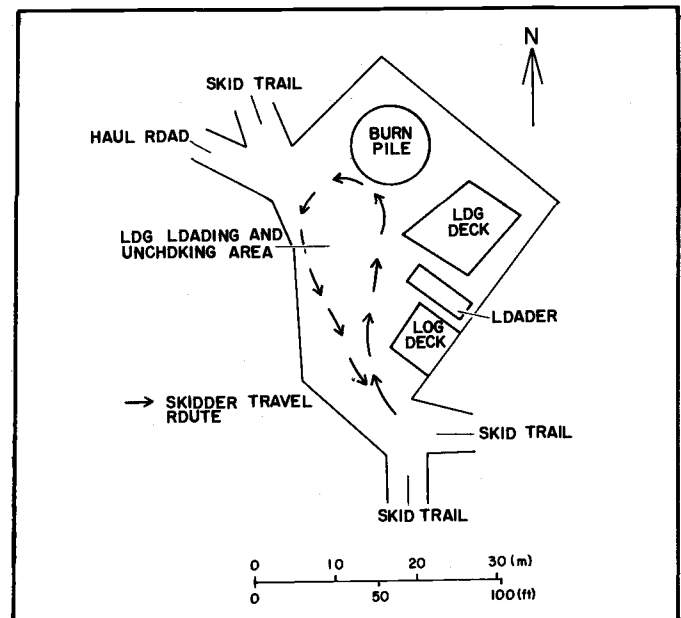 N
SKID TRAIL
HAUL RDAD
BURN
PILE
LDG
DECK
LDG LDADING AND
UNCHDKING AREA
LDADER
LOG
DECK
SKIDDER TRAVEL
RDUTE
SKID TRAIL
SKID TRAIL
0 10 20 30 (m)
0 50 100 (ft)